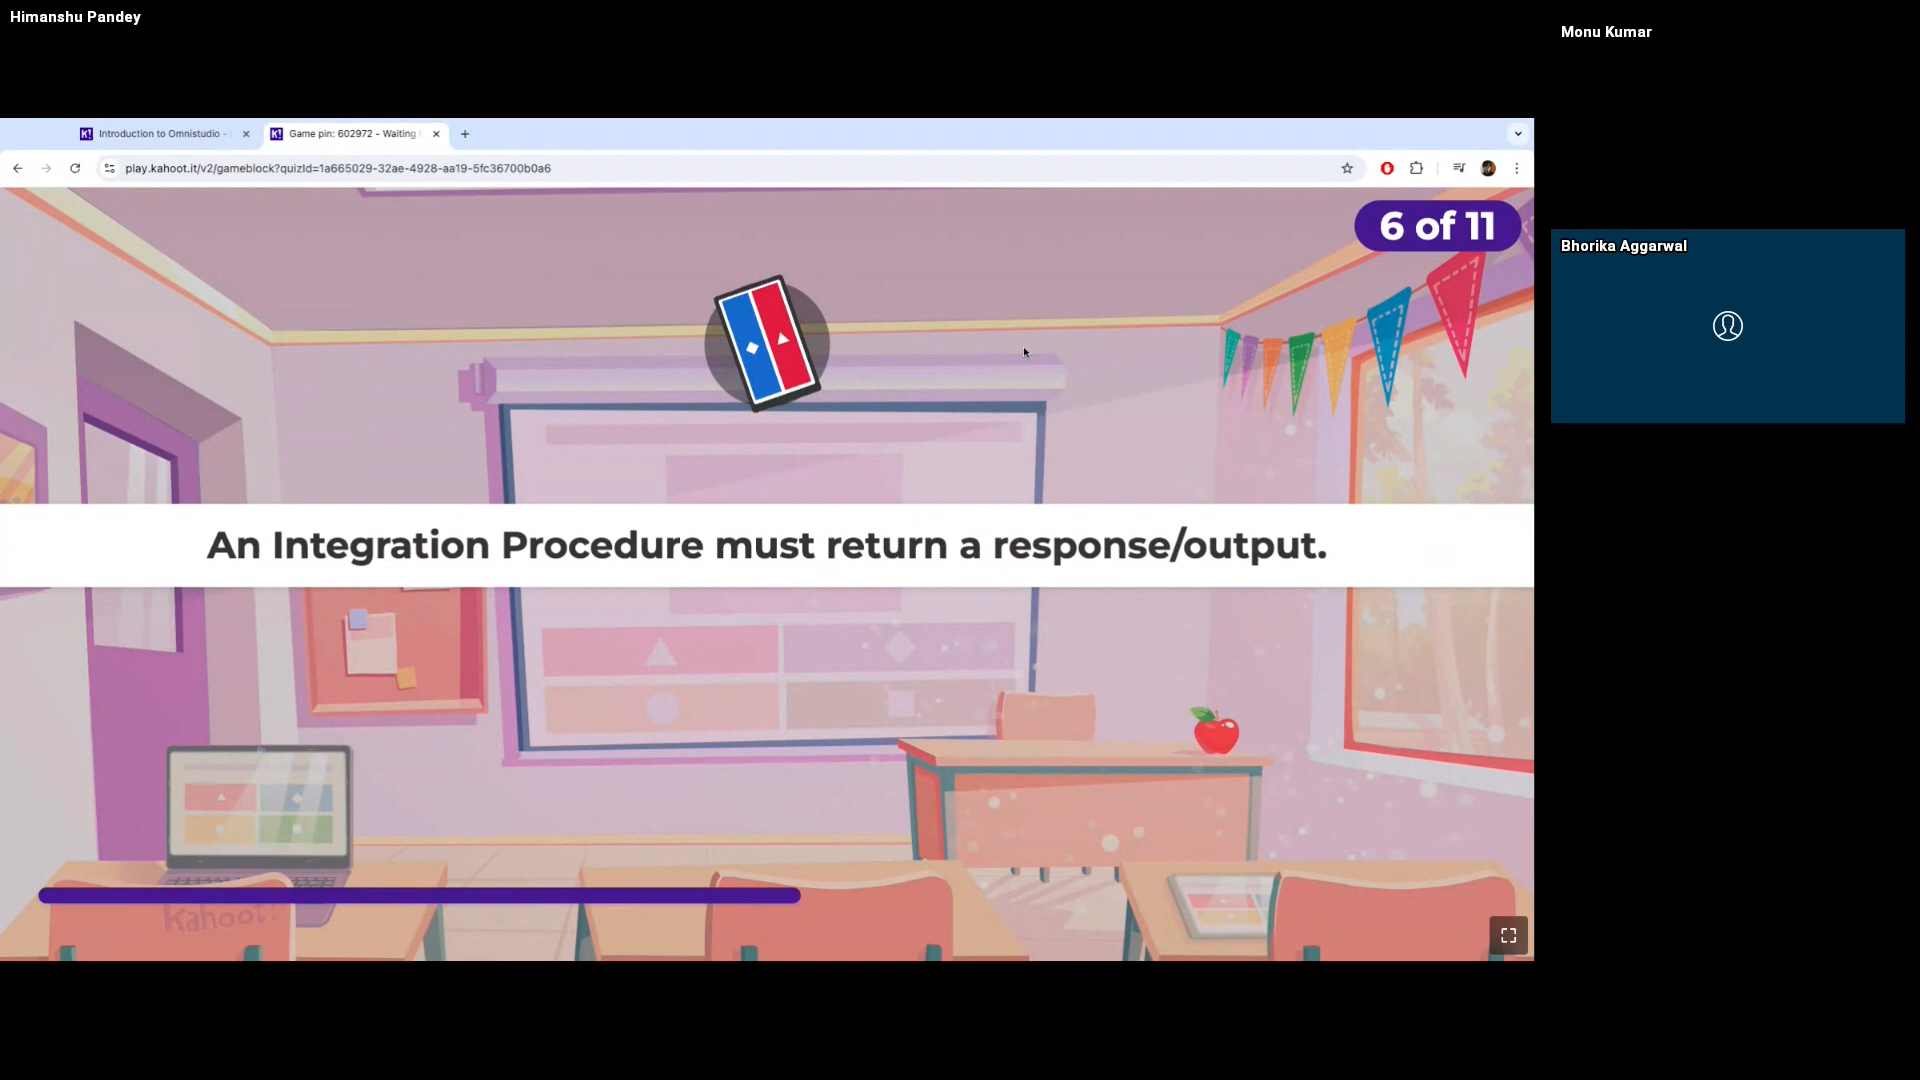 Himanshu Pandey
Monu Kumar
Introduction to Omnistudio -
Game pin: 602972 - Waiting
play.kahoot.it/v2/gameblock?quizId=1a665029-32ae-4928-aa19-5fc36700b0a6
6 of 11
Bhorika Aggarwal
An Integration Procedure must return a response/output.
Kahoot!